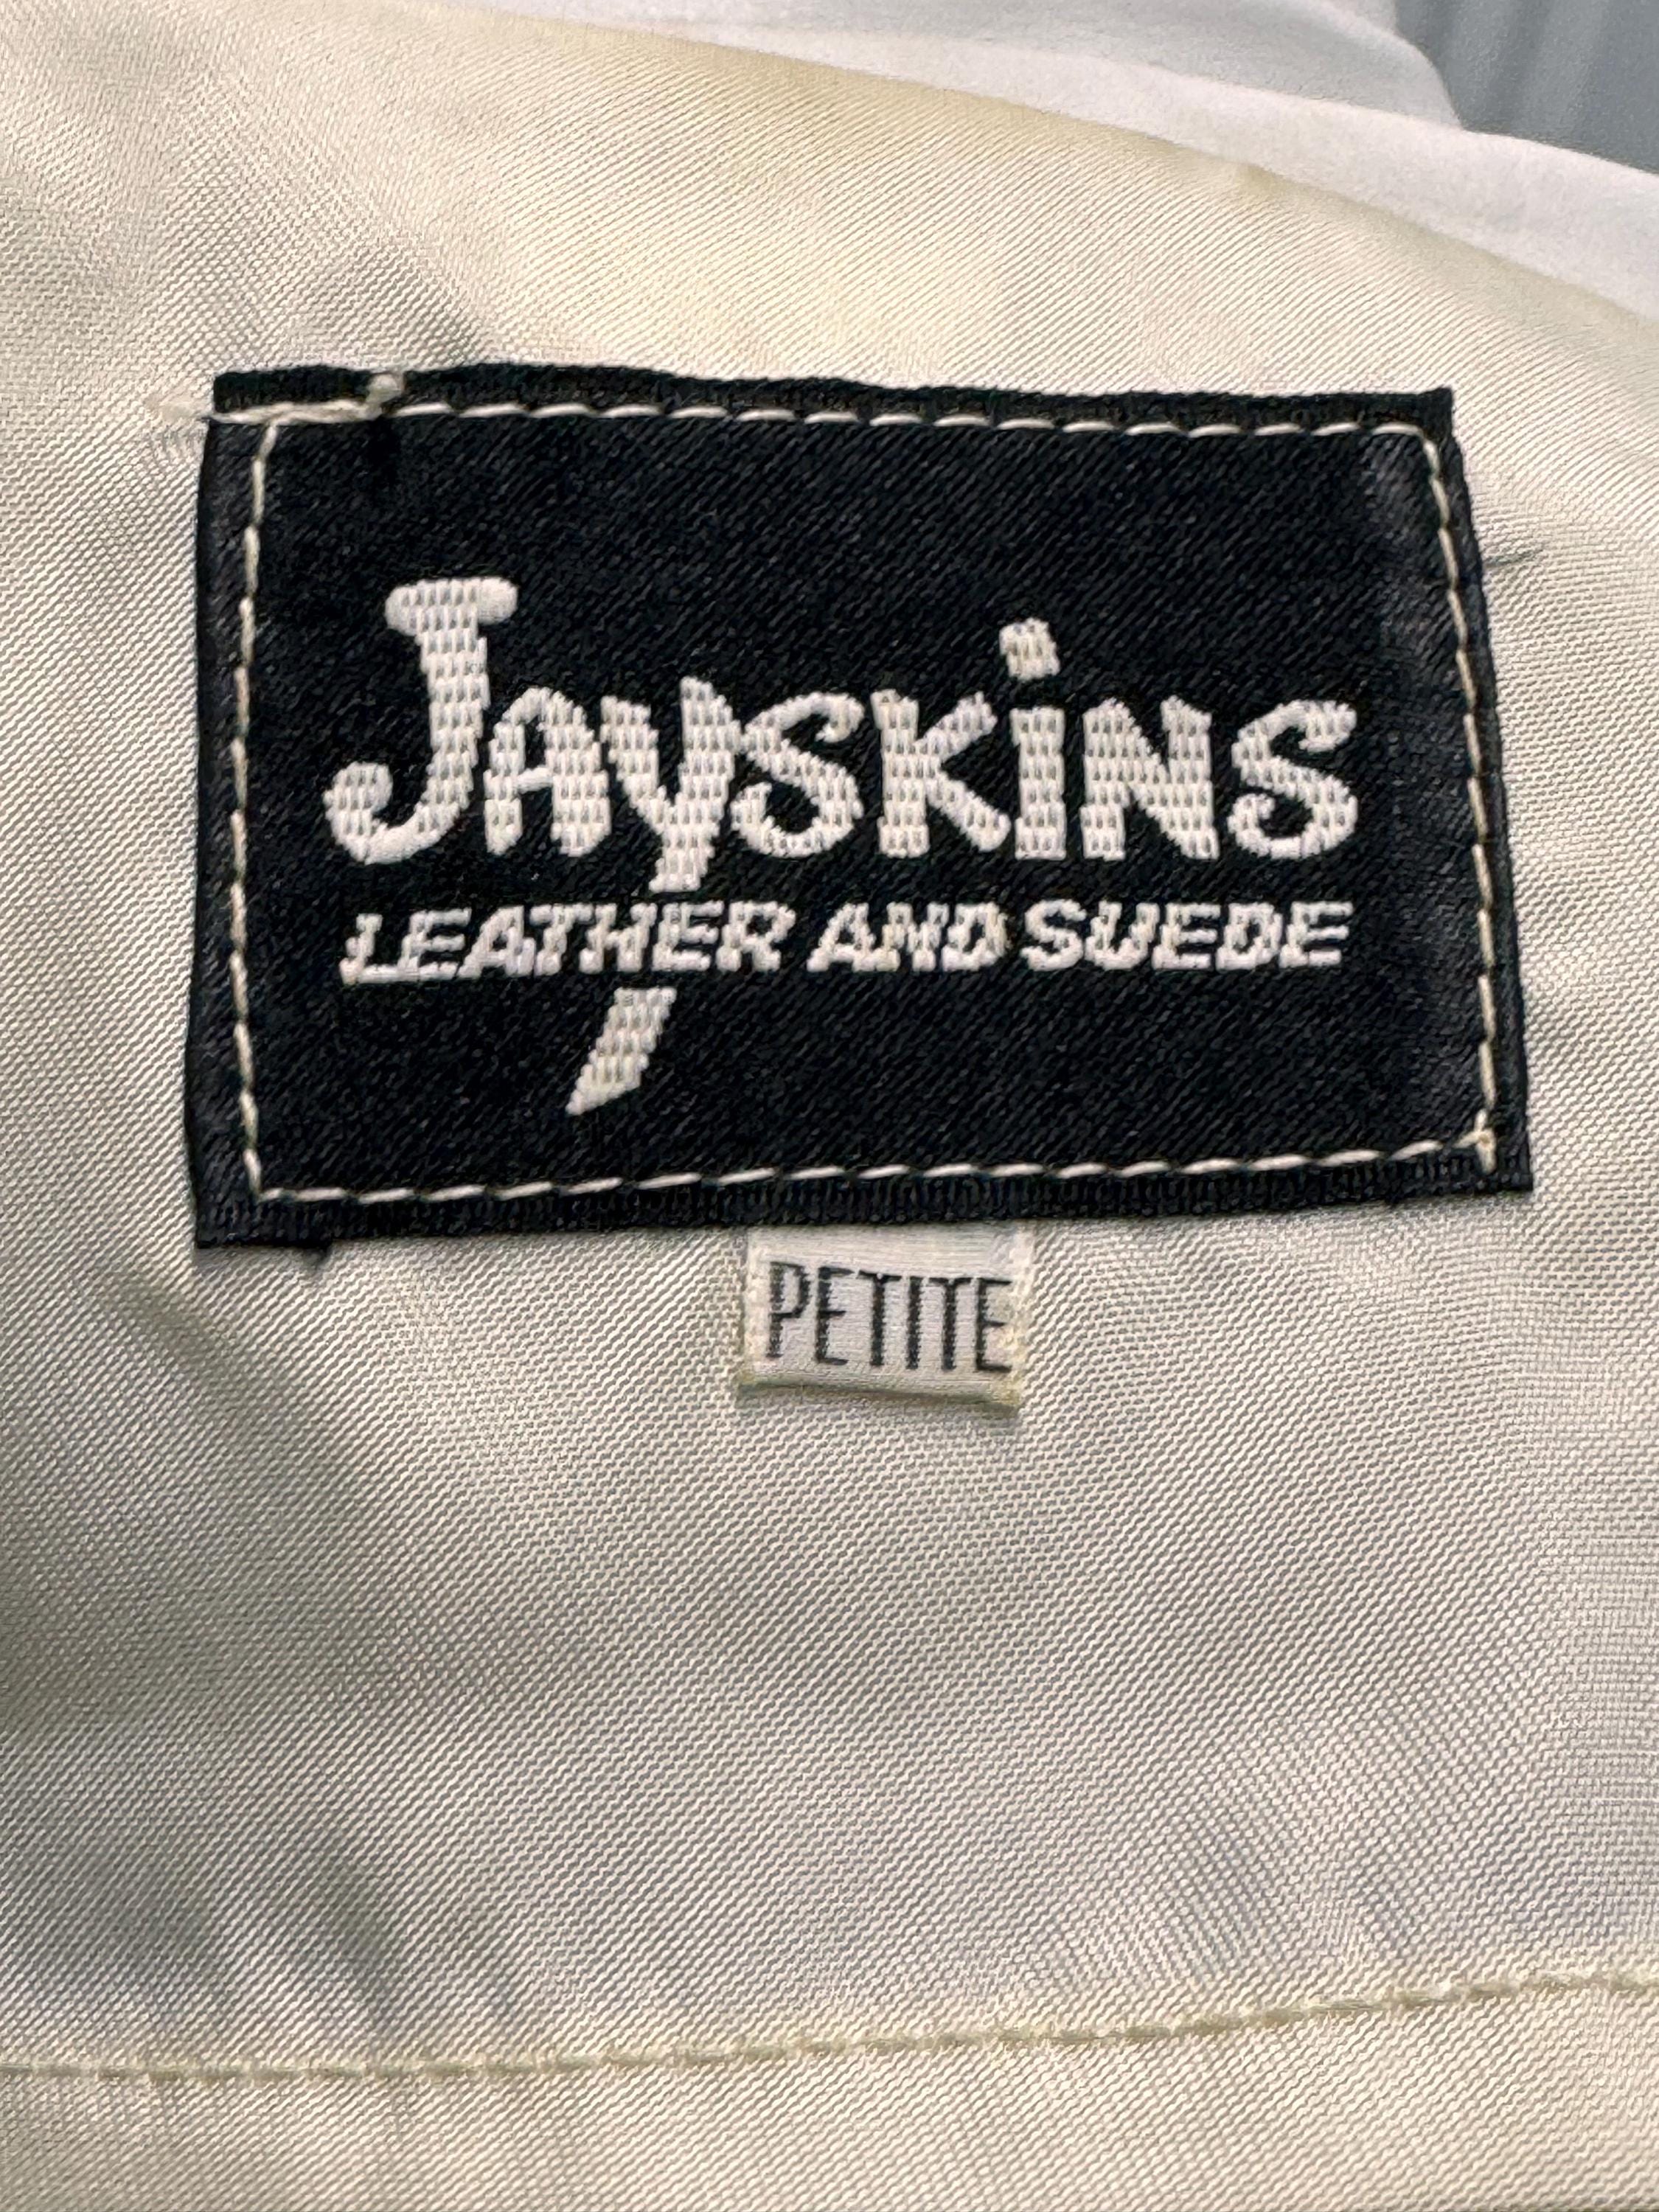 JAYSKiNS
LEATHER AND SUEDE
PETITE